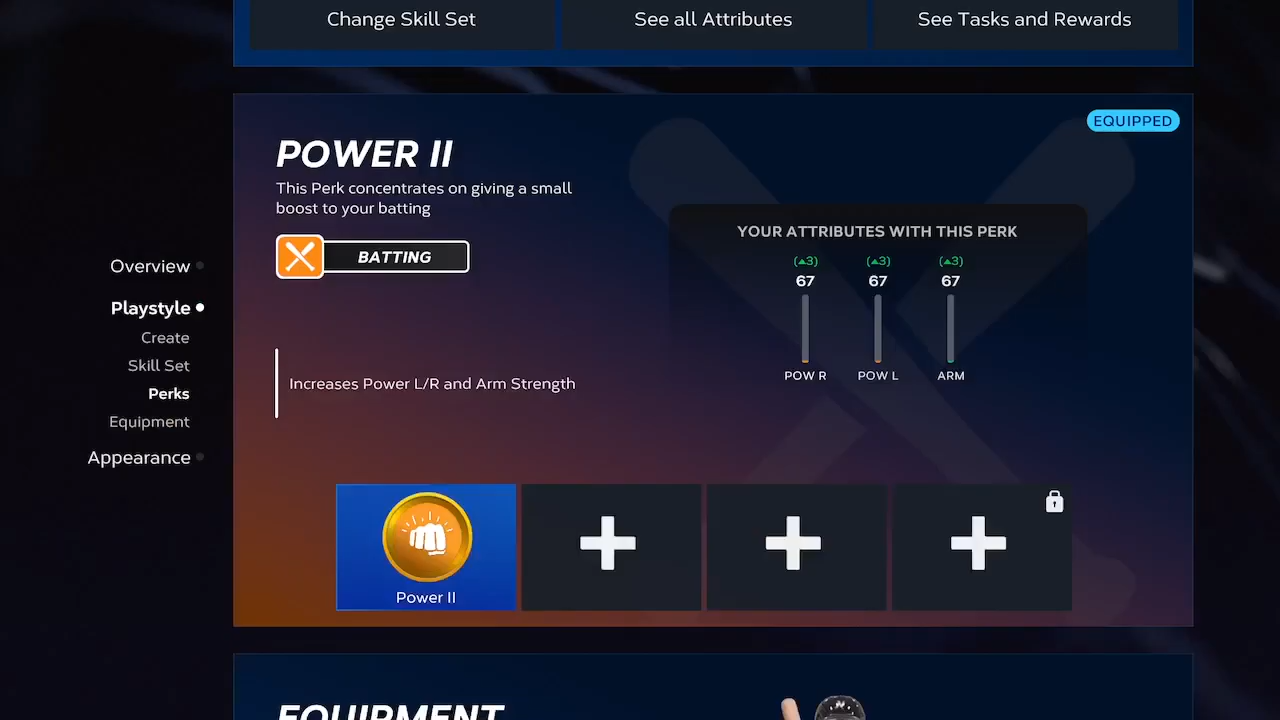 Change Skill Set
See all Attributes
See Tasks and Rewards
EQUIPPED
POWER II
This Perk concentrates on giving a small
boost to your batting
BATTING
YOUR ATTRIBUTES WITH THIS PERK
(▲3) (▲3) (▲3)
67 67 67
POW R POW L ARM
Increases Power L/R and Arm Strength
Overview
Playstyle
Create
Skill Set
Perks
Equipment
Appearance
Power II
EQUIPMENT